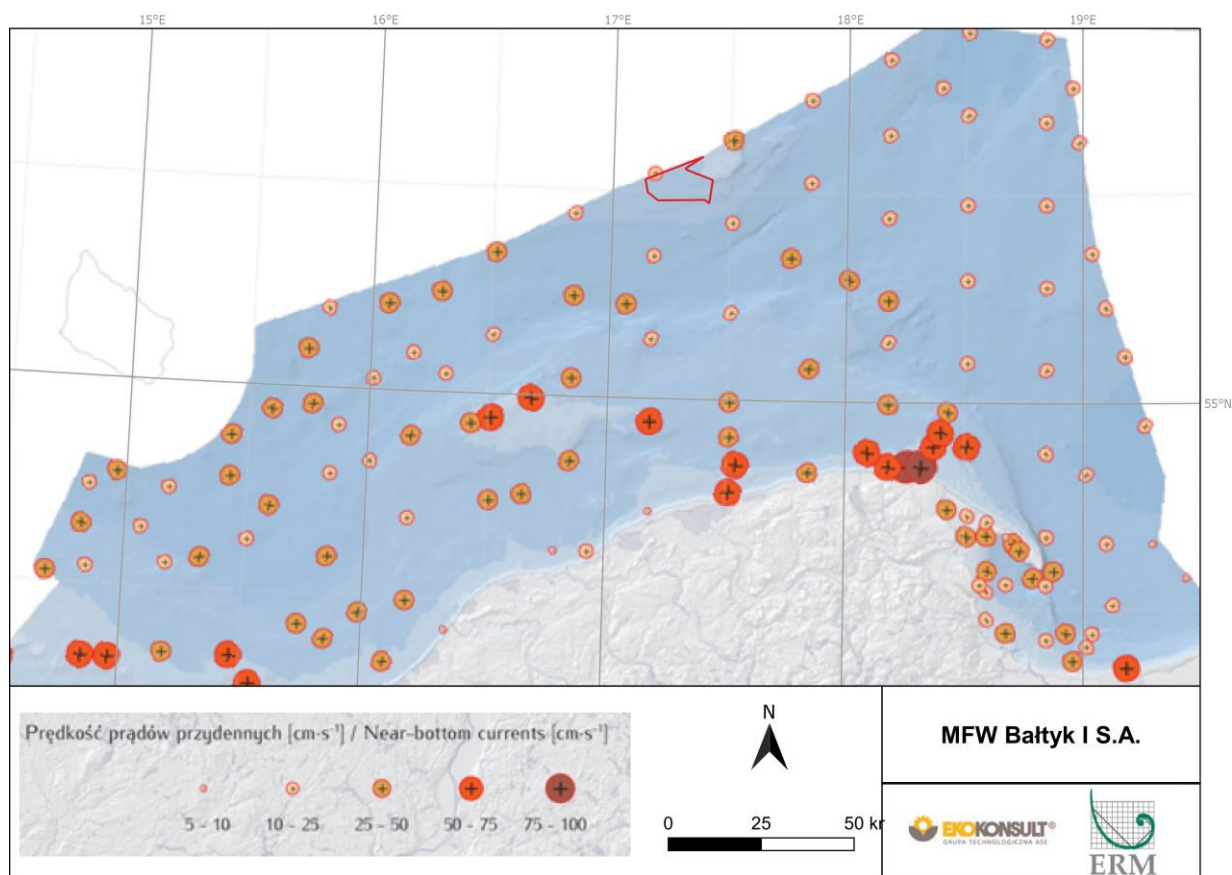 15°E
16°E
17°E
18°E
19°E
55°N
Prędkość prądów przydennych [cm·s⁻¹] / Near-bottom currents [cm·s⁻¹]
5 - 10
10 - 25
25 - 50
50 - 75
75 - 100
N
0
25
50 kr
MFW Bałtyk I S.A.
EKOKONSULT®
GRUPA TECHNOLOGICZNA ASE
ERM